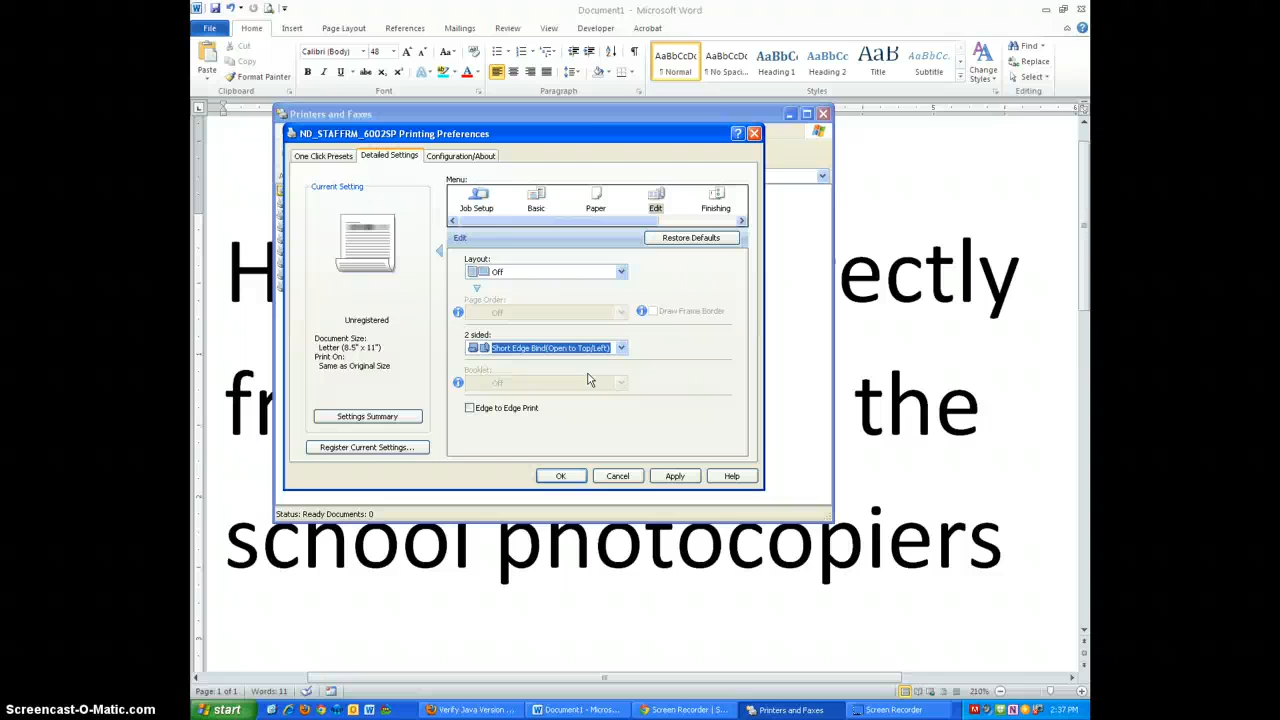 Document1 - Microsoft Word
File Home Insert Page Layout References Mailings Review View Developer Acrobat
Cut
Copy
Format Painter
Paste
Clipboard
Calibri (Body) 48
Font
Paragraph
AaBbCcDc AaBbCcDc AaBbC AaBbCc AaB AaBbCc
¶ Normal ¶ No Spaci... Heading 1 Heading 2 Title Subtitle
Change Styles
Styles
Find
Replace
Select
Editing
Printers and Faxes
ND_STAFFRM_6002SP Printing Preferences
One Click Presets Detailed Settings Configuration/About
Current Setting
Unregistered
Document Size:
Letter (8.5" x 11")
Print On:
Same as Original Size
Settings Summary
Register Current Settings...
Menu:
Job Setup Basic Paper Edit Finishing
Edit
Restore Defaults
Layout:
Off
Page Order:
Off
Draw Frame Border
2 sided:
Short Edge Bind(Open to Top/Left)
Booklet:
Off
Edge to Edge Print
OK Cancel Apply Help
Status: Ready Documents: 0
ectly
the
school photocopiers
Page: 1 of 1 Words: 11 210%
start Verify Java Version ... Document1 - Micros... Screen Recorder | S... Printers and Faxes Screen Recorder 2:37 PM
Screencast-O-Matic.com